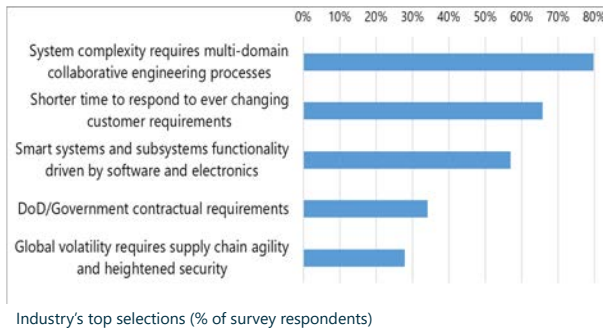 0% 10% 20% 30% 40% 50% 60% 70% 80%
System complexity requires multi-domain
collaborative engineering processes
Shorter time to respond to ever changing
customer requirements
Smart systems and subsystems functionality
driven by software and electronics
DoD/Government contractual requirements
Global volatility requires supply chain agility
and heightened security
Industry's top selections (% of survey respondents)